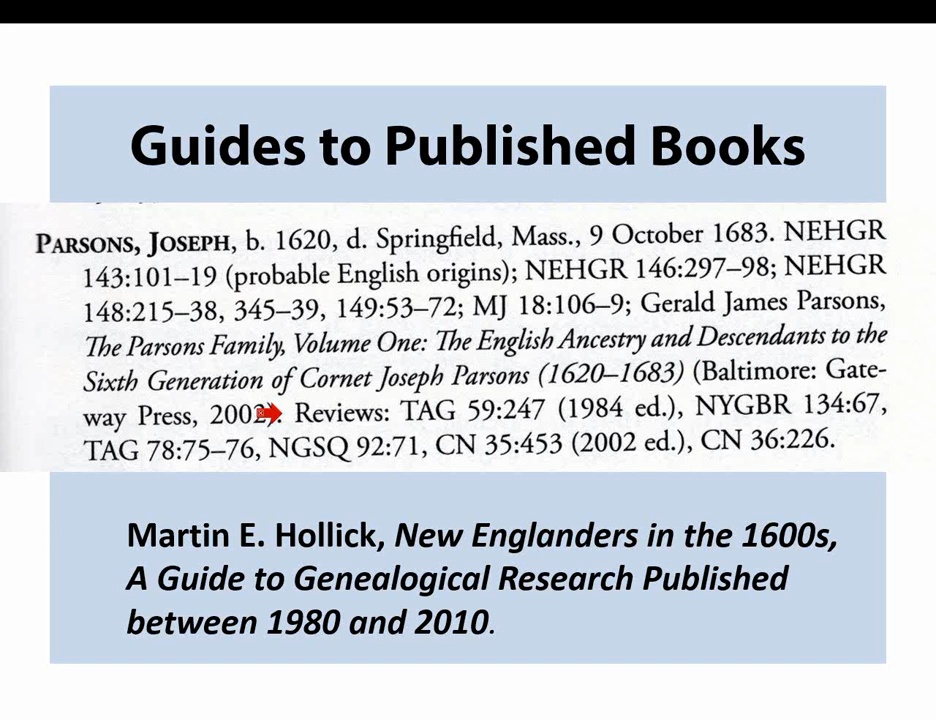 Guides to Published Books
PARSONS, JOSEPH, b. 1620, d. Springfield, Mass., 9 October 1683. NEHGR
143:101–19 (probable English origins); NEHGR 146:297–98; NEHGR
148:215–38, 345–39, 149:53–72; MJ 18:106–9; Gerald James Parsons,
The Parsons Family, Volume One: The English Ancestry and Descendants to the
Sixth Generation of Cornet Joseph Parsons (1620–1683) (Baltimore: Gate-
way Press, 2002). Reviews: TAG 59:247 (1984 ed.), NYGBR 134:67,
TAG 78:75–76, NGSQ 92:71, CN 35:453 (2002 ed.), CN 36:226.
Martin E. Hollick, New Englanders in the 1600s,
A Guide to Genealogical Research Published
between 1980 and 2010.